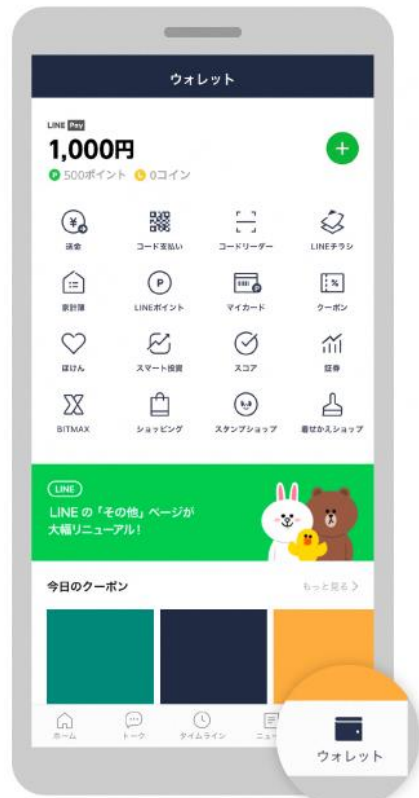 ウォレット
LINE Pay
1,000円
P 500ポイント L 0コイン
送金 コード支払い コードリーダー LINEチラシ
家計簿 LINEポイント マイカード クーポン
ほけん スマート投資 スコア 証券
BITMAX ショッピング スタンプショップ 着せかえショップ
LINE
LINE の「その他」ページが
大幅リニューアル！
今日のクーポン もっと見る
ホーム トーク タイムライン ニュー
ウォレット